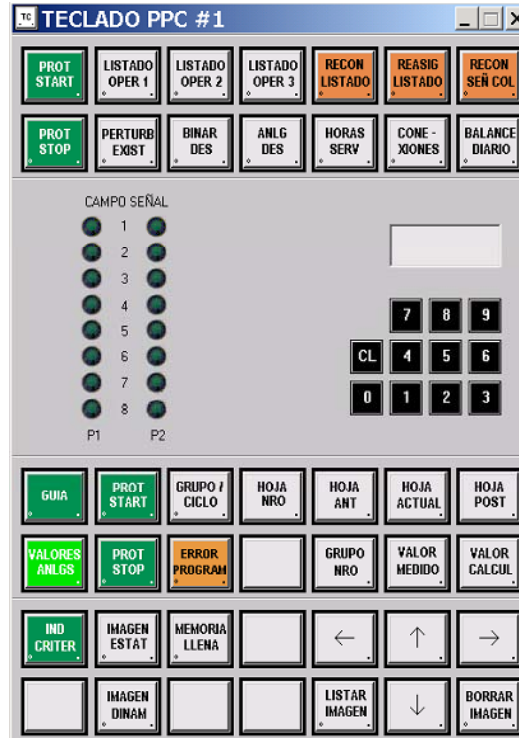 TC TECLADO PPC #1
PROT START LISTADO OPER 1 LISTADO OPER 2 LISTADO OPER 3 RECON LISTADO REASIG LISTADO RECON SEÑ COL
PROT STOP PERTURB EXIST BINAR DES ANLG DES HORAS SERV CONE - XIONES BALANCE DIARIO
CAMPO SEÑAL
1
2
3
4
5
6
7
8
P1 P2
7 8 9
CL 4 5 6
0 1 2 3
GUIA PROT START GRUPO / CICLO HOJA NRO HOJA ANT HOJA ACTUAL HOJA POST
VALORES ANLGS PROT STOP ERROR PROGRAM GRUPO NRO VALOR MEDIDO VALOR CALCUL
IND CRITER IMAGEN ESTAT MEMORIA LLENA ← ↑ →
IMAGEN DINAM LISTAR IMAGEN ↓ BORRAR IMAGEN